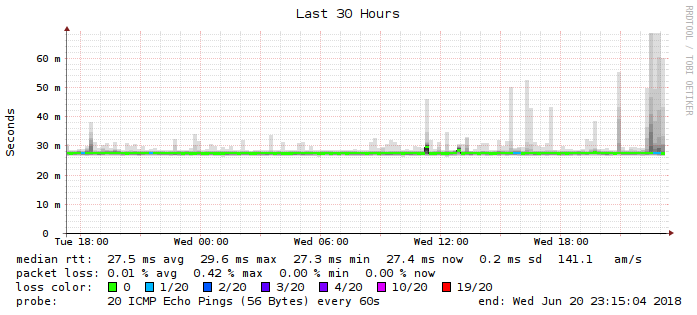 Last 30 Hours
RRDTOOL / TOBI OETIKER
Seconds
60 m
50 m
40 m
30 m
20 m
10 m
0
Tue 18:00 Wed 00:00 Wed 06:00 Wed 12:00 Wed 18:00
median rtt: 27.5 ms avg 29.6 ms max 27.3 ms min 27.4 ms now 0.2 ms sd 141.1 am/s
packet loss: 0.01 % avg 0.42 % max 0.00 % min 0.00 % now
loss color: 0 1/20 2/20 3/20 4/20 10/20 19/20
probe: 20 ICMP Echo Pings (56 Bytes) every 60s end: Wed Jun 20 23:15:04 2018